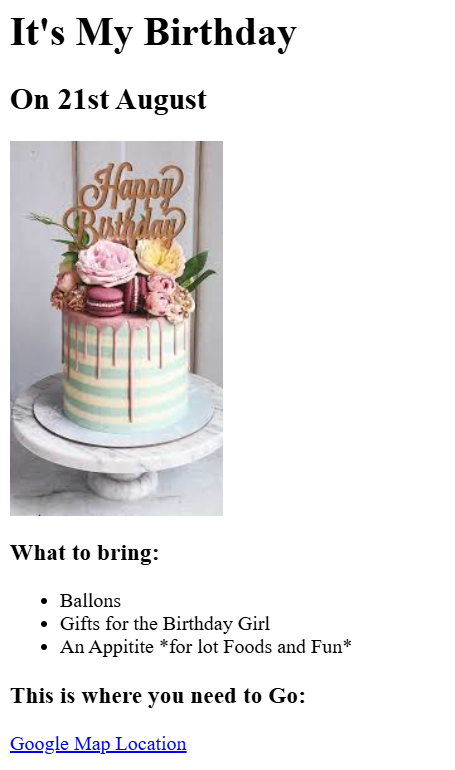 It's My Birthday
On 21st August
Happy
Birthday
What to bring:
Ballons
Gifts for the Birthday Girl
An Appitite *for lot Foods and Fun*
This is where you need to Go:
Google Map Location